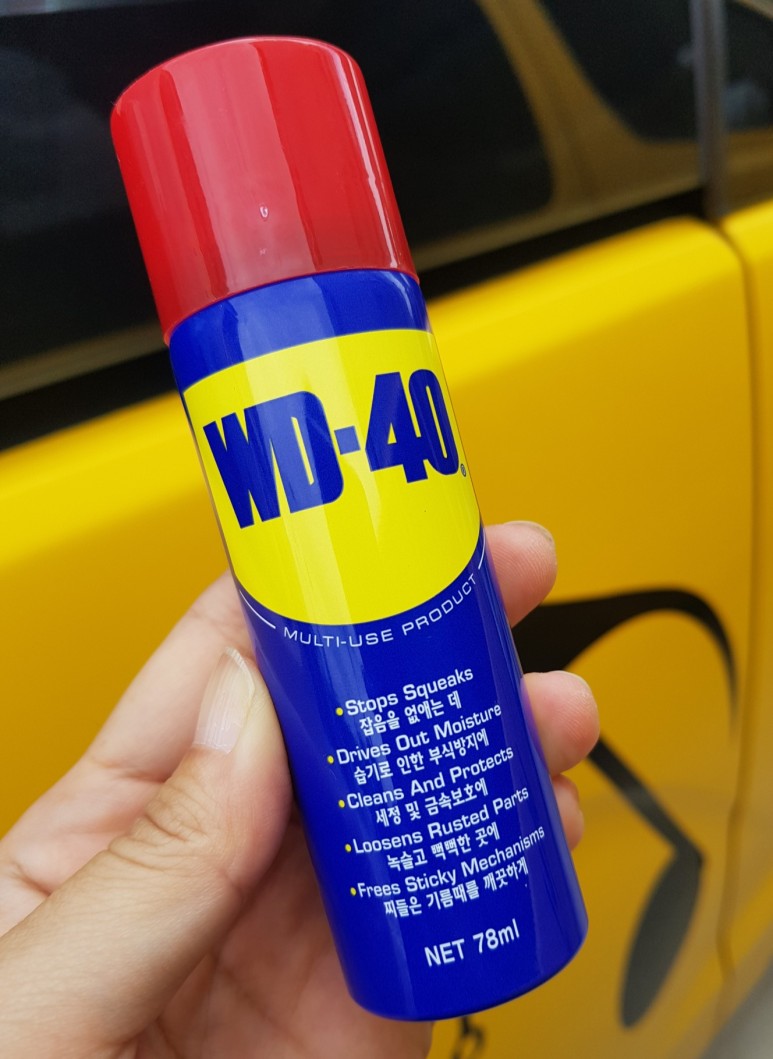 WD-40®
MULTI-USE PRODUCT
•Stops Squeaks
잡음을 없애는 데
•Drives Out Moisture
습기로 인한 부식방지에
•Cleans And Protects
세정 및 금속보호에
•Loosens Rusted Parts
녹슬고 뻑뻑한 곳에
•Frees Sticky Mechanisms
찌들은 기름때를 깨끗하게
NET 78ml